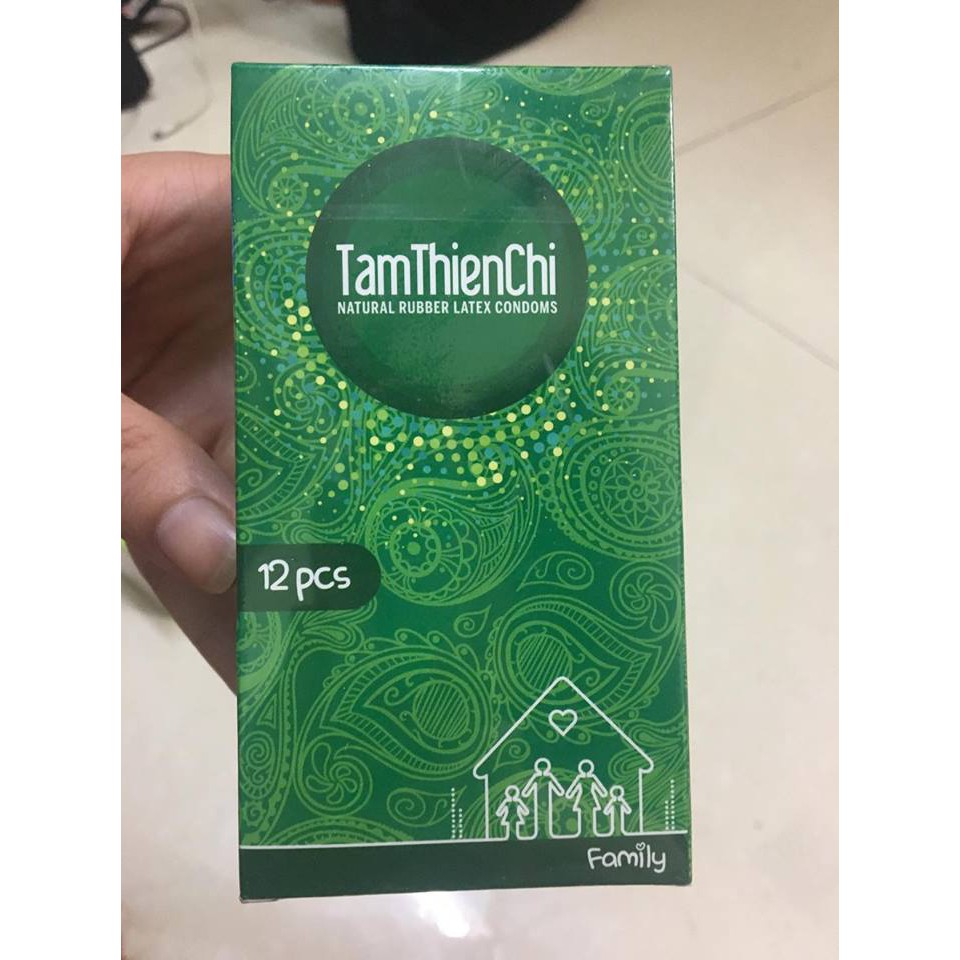 TamThienChi
NATURAL RUBBER LATEX CONDOMS
12 pcs
Family